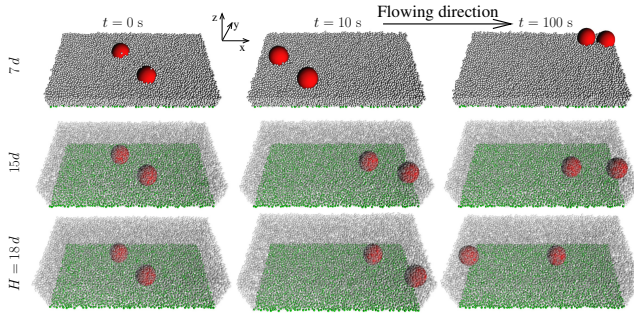 t = 0 s
z
y
x
t = 10 s
Flowing direction
t = 100 s
7d
15d
H = 18d